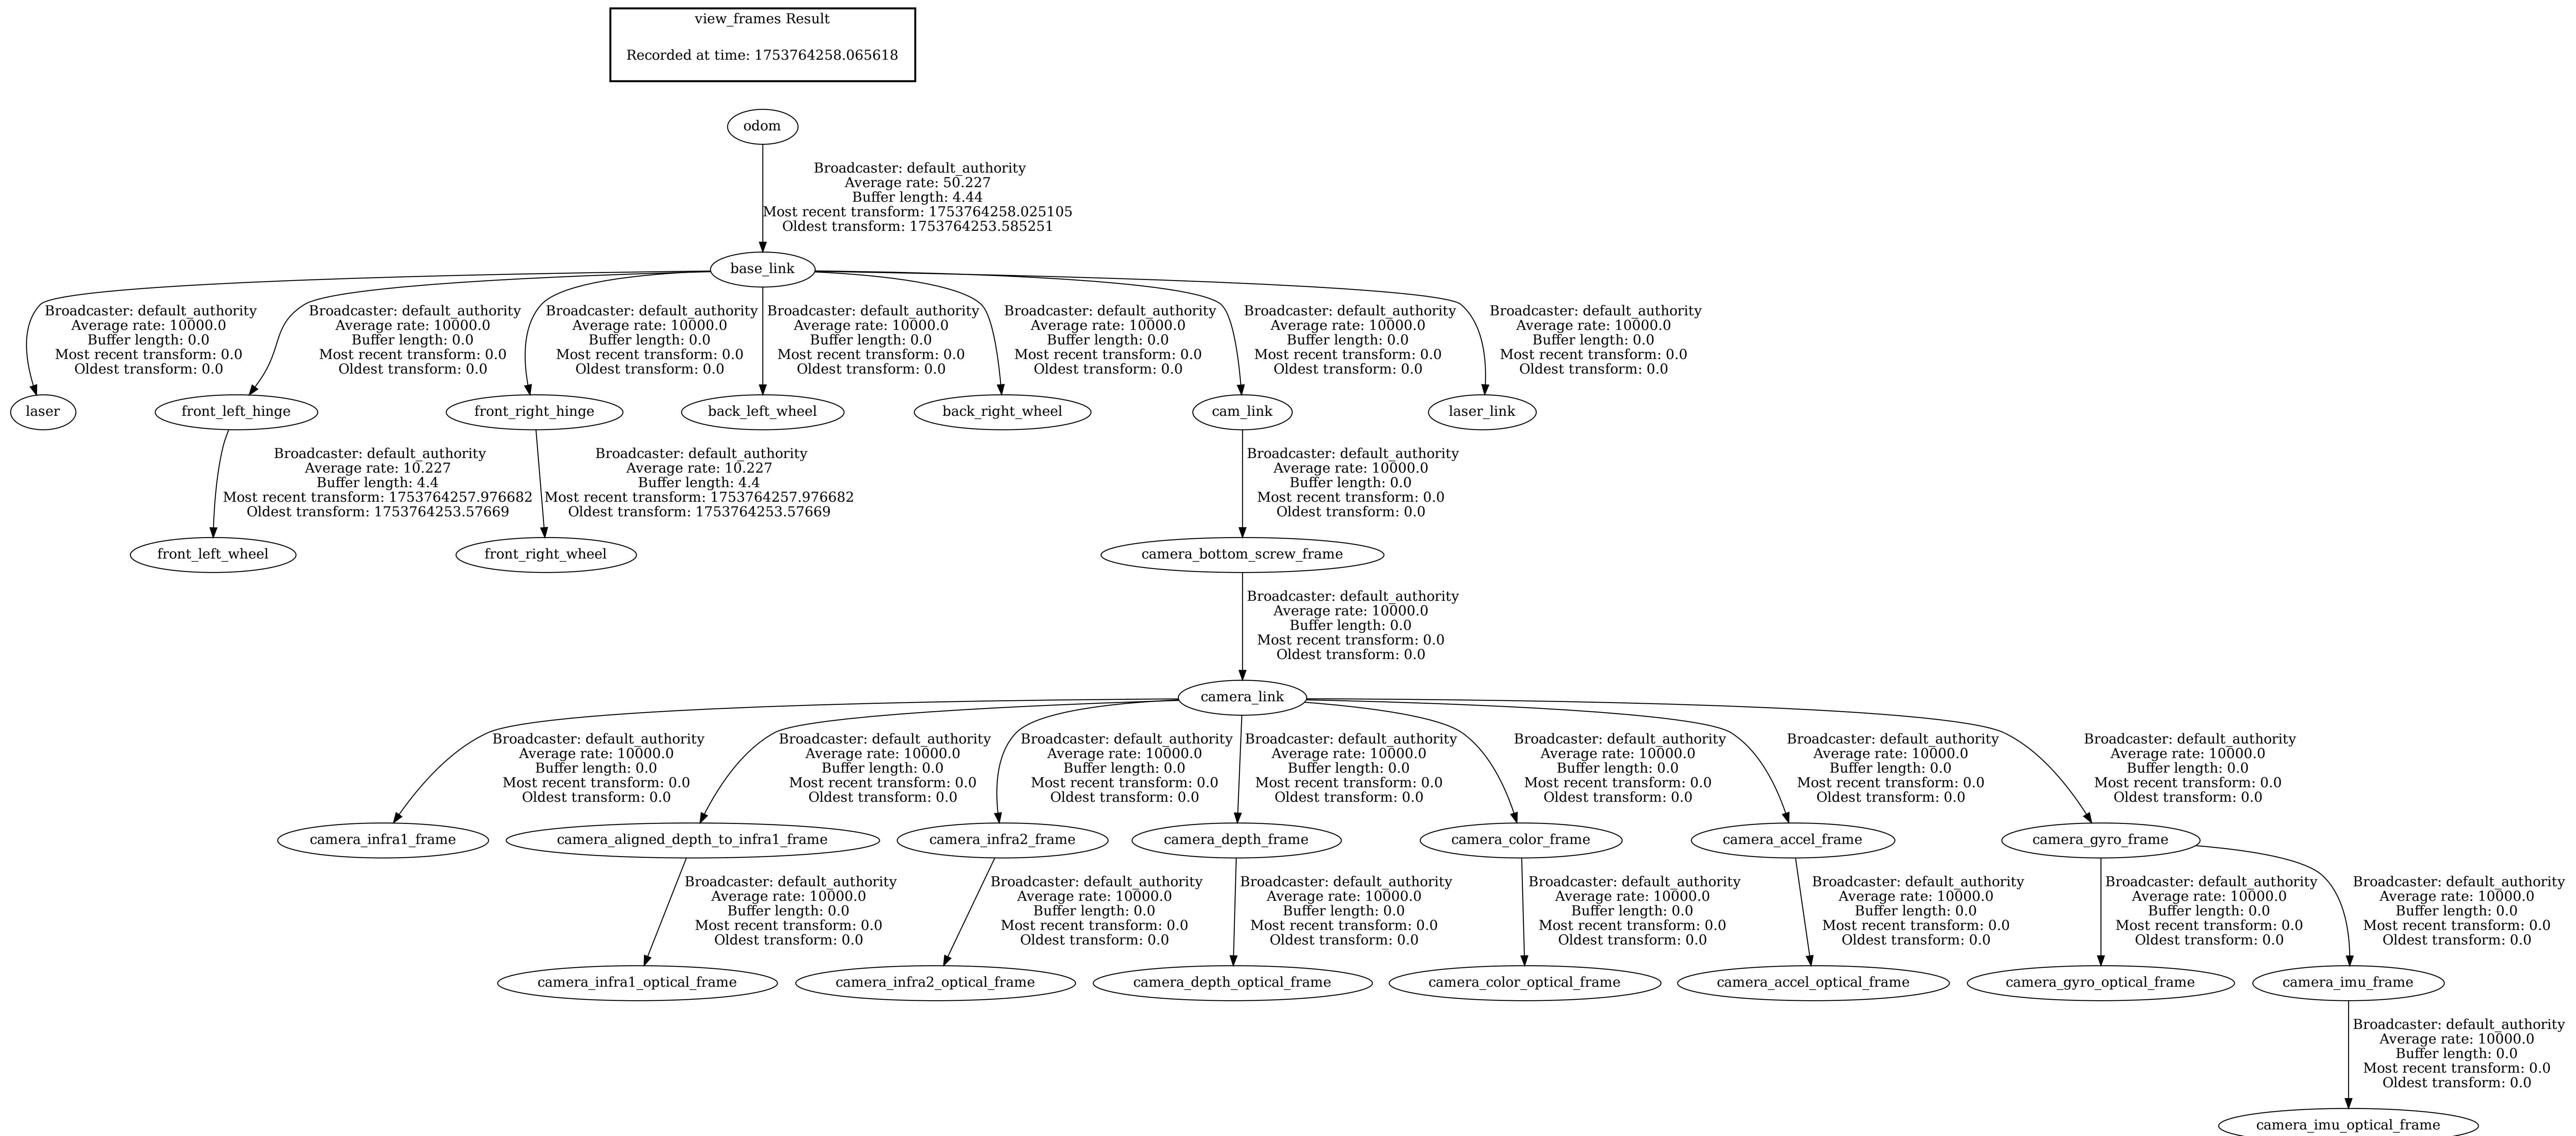 view_frames Result
Recorded at time: 1753764258.065618
odom
Broadcaster: default_authority
Average rate: 50.227
Buffer length: 4.44
Most recent transform: 1753764258.025105
Oldest transform: 1753764253.585251
base_link
Broadcaster: default_authority
Average rate: 10000.0
Buffer length: 0.0
Most recent transform: 0.0
Oldest transform: 0.0
Broadcaster: default_authority
Average rate: 10000.0
Buffer length: 0.0
Most recent transform: 0.0
Oldest transform: 0.0
Broadcaster: default_authority
Average rate: 10000.0
Buffer length: 0.0
Most recent transform: 0.0
Oldest transform: 0.0
Broadcaster: default_authority
Average rate: 10000.0
Buffer length: 0.0
Most recent transform: 0.0
Oldest transform: 0.0
Broadcaster: default_authority
Average rate: 10000.0
Buffer length: 0.0
Most recent transform: 0.0
Oldest transform: 0.0
Broadcaster: default_authority
Average rate: 10000.0
Buffer length: 0.0
Most recent transform: 0.0
Oldest transform: 0.0
Broadcaster: default_authority
Average rate: 10000.0
Buffer length: 0.0
Most recent transform: 0.0
Oldest transform: 0.0
laser
front_left_hinge
front_right_hinge
back_left_wheel
back_right_wheel
cam_link
laser_link
Broadcaster: default_authority
Average rate: 10.227
Buffer length: 4.4
Most recent transform: 1753764257.976682
Oldest transform: 1753764253.57669
Broadcaster: default_authority
Average rate: 10.227
Buffer length: 4.4
Most recent transform: 1753764257.976682
Oldest transform: 1753764253.57669
Broadcaster: default_authority
Average rate: 10000.0
Buffer length: 0.0
Most recent transform: 0.0
Oldest transform: 0.0
front_left_wheel
front_right_wheel
camera_bottom_screw_frame
Broadcaster: default_authority
Average rate: 10000.0
Buffer length: 0.0
Most recent transform: 0.0
Oldest transform: 0.0
camera_link
Broadcaster: default_authority
Average rate: 10000.0
Buffer length: 0.0
Most recent transform: 0.0
Oldest transform: 0.0
Broadcaster: default_authority
Average rate: 10000.0
Buffer length: 0.0
Most recent transform: 0.0
Oldest transform: 0.0
Broadcaster: default_authority
Average rate: 10000.0
Buffer length: 0.0
Most recent transform: 0.0
Oldest transform: 0.0
Broadcaster: default_authority
Average rate: 10000.0
Buffer length: 0.0
Most recent transform: 0.0
Oldest transform: 0.0
Broadcaster: default_authority
Average rate: 10000.0
Buffer length: 0.0
Most recent transform: 0.0
Oldest transform: 0.0
Broadcaster: default_authority
Average rate: 10000.0
Buffer length: 0.0
Most recent transform: 0.0
Oldest transform: 0.0
Broadcaster: default_authority
Average rate: 10000.0
Buffer length: 0.0
Most recent transform: 0.0
Oldest transform: 0.0
camera_infra1_frame
camera_aligned_depth_to_infra1_frame
camera_infra2_frame
camera_depth_frame
camera_color_frame
camera_accel_frame
camera_gyro_frame
Broadcaster: default_authority
Average rate: 10000.0
Buffer length: 0.0
Most recent transform: 0.0
Oldest transform: 0.0
Broadcaster: default_authority
Average rate: 10000.0
Buffer length: 0.0
Most recent transform: 0.0
Oldest transform: 0.0
Broadcaster: default_authority
Average rate: 10000.0
Buffer length: 0.0
Most recent transform: 0.0
Oldest transform: 0.0
Broadcaster: default_authority
Average rate: 10000.0
Buffer length: 0.0
Most recent transform: 0.0
Oldest transform: 0.0
Broadcaster: default_authority
Average rate: 10000.0
Buffer length: 0.0
Most recent transform: 0.0
Oldest transform: 0.0
Broadcaster: default_authority
Average rate: 10000.0
Buffer length: 0.0
Most recent transform: 0.0
Oldest transform: 0.0
Broadcaster: default_authority
Average rate: 10000.0
Buffer length: 0.0
Most recent transform: 0.0
Oldest transform: 0.0
camera_infra1_optical_frame
camera_infra2_optical_frame
camera_depth_optical_frame
camera_color_optical_frame
camera_accel_optical_frame
camera_gyro_optical_frame
camera_imu_frame
Broadcaster: default_authority
Average rate: 10000.0
Buffer length: 0.0
Most recent transform: 0.0
Oldest transform: 0.0
camera_imu_optical_frame